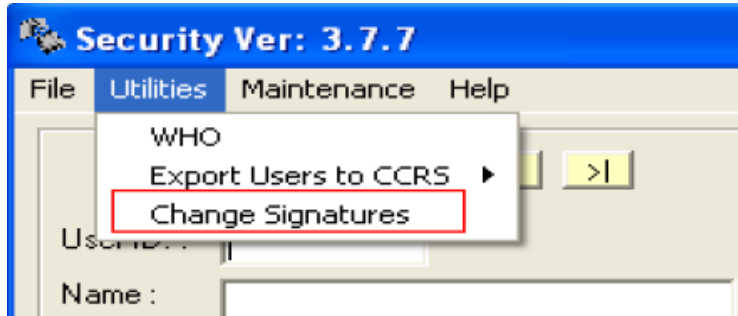 Security Ver: 3.7.7
File Utilities Maintenance Help
WHO
Export Users to CCRS
Change Signatures
>|
Name :